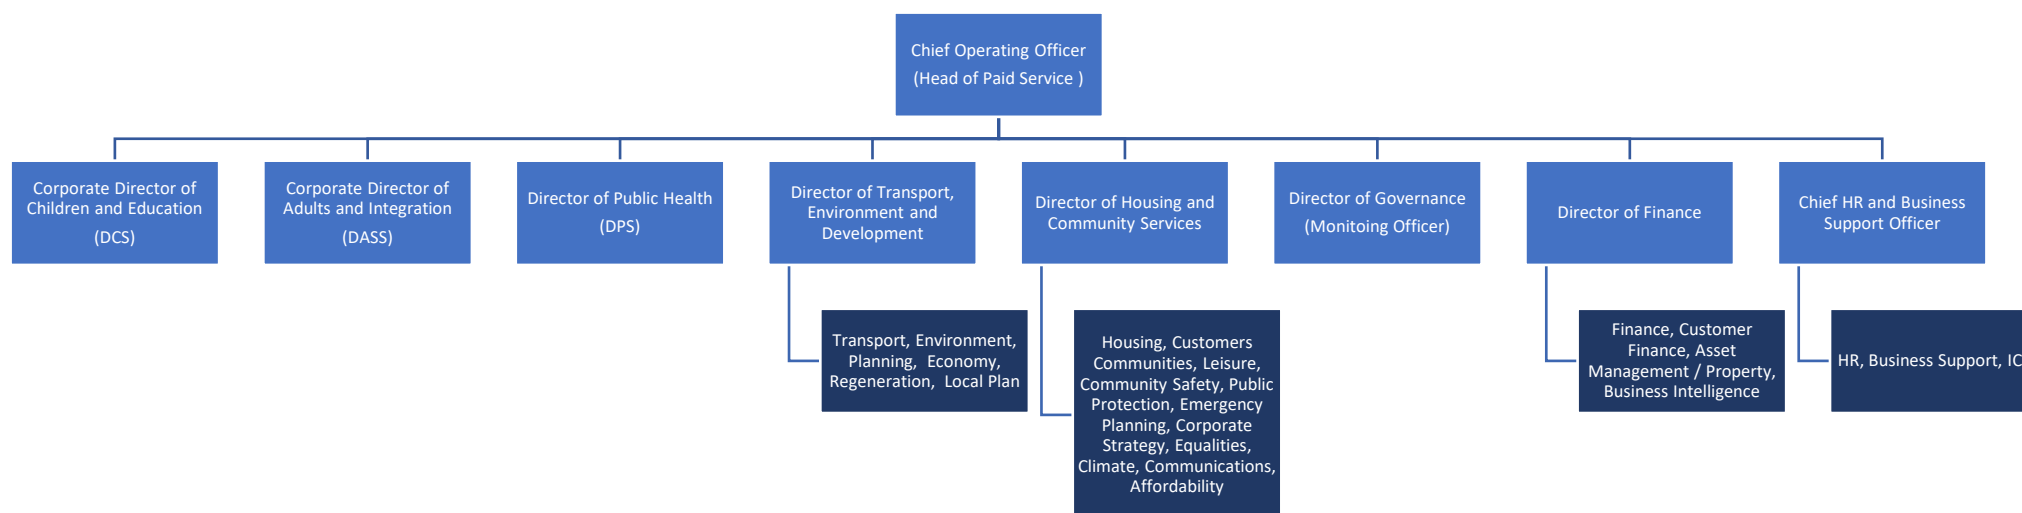 Chief Operating Officer
(Head of Paid Service )
Corporate Director of
Children and Education
(DCS)
Corporate Director of
Adults and Integration
(DASS)
Director of Public Health
(DPS)
Director of Transport,
Environment and
Development
Director of Housing and
Community Services
Director of Governance
(Monitoing Officer)
Director of Finance
Chief HR and Business
Support Officer
Transport, Environment,
Planning,  Economy,
Regeneration,  Local Plan
Housing, Customers
Communities, Leisure,
Community Safety, Public
Protection, Emergency
Planning, Corporate
Strategy, Equalities,
Climate, Communications,
Affordability
Finance, Customer
Finance, Asset
Management / Property,
Business Intelligence
HR, Business Support, IC